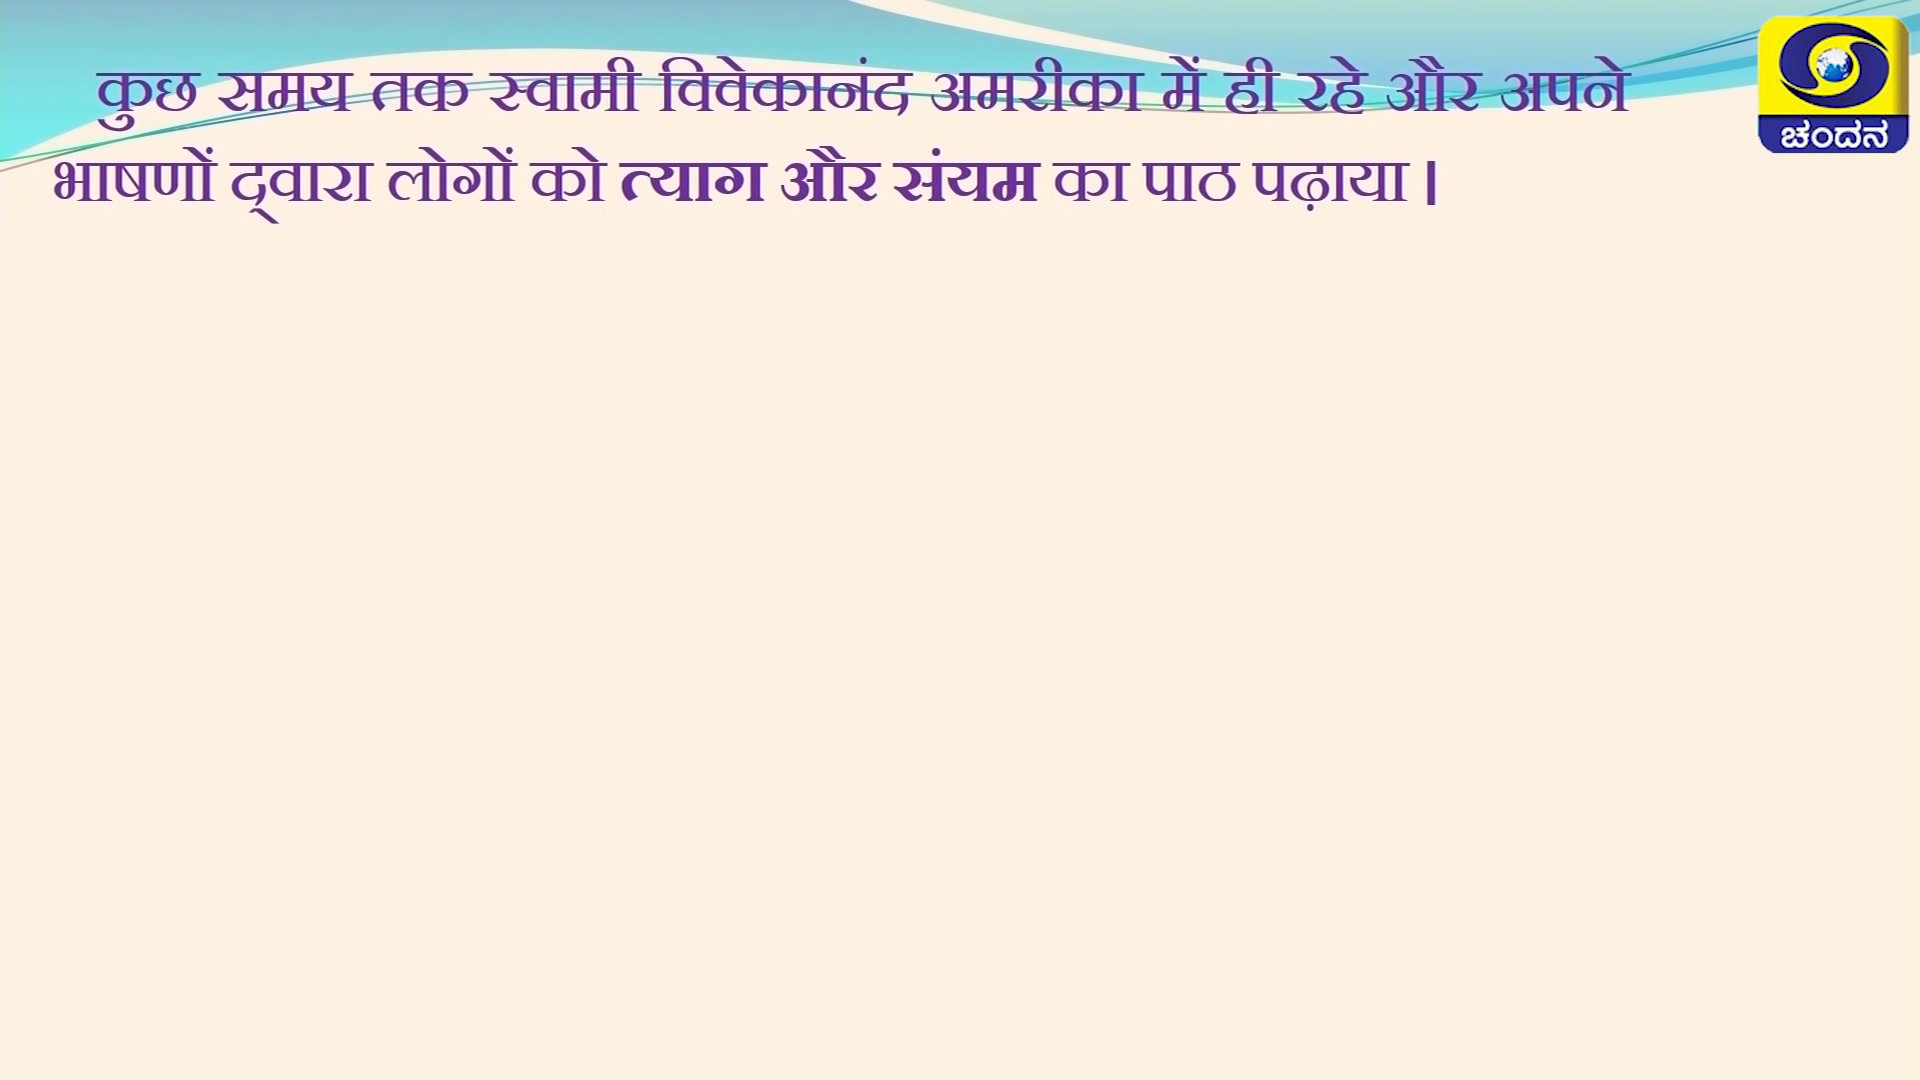 कुछ समय तक स्वामी विवेकानंद अमरीका में ही रहे और अपने
भाषणों द्‌वारा लोगों को त्याग और संयम का पाठ पढ़ाया।
ಚಂದನ